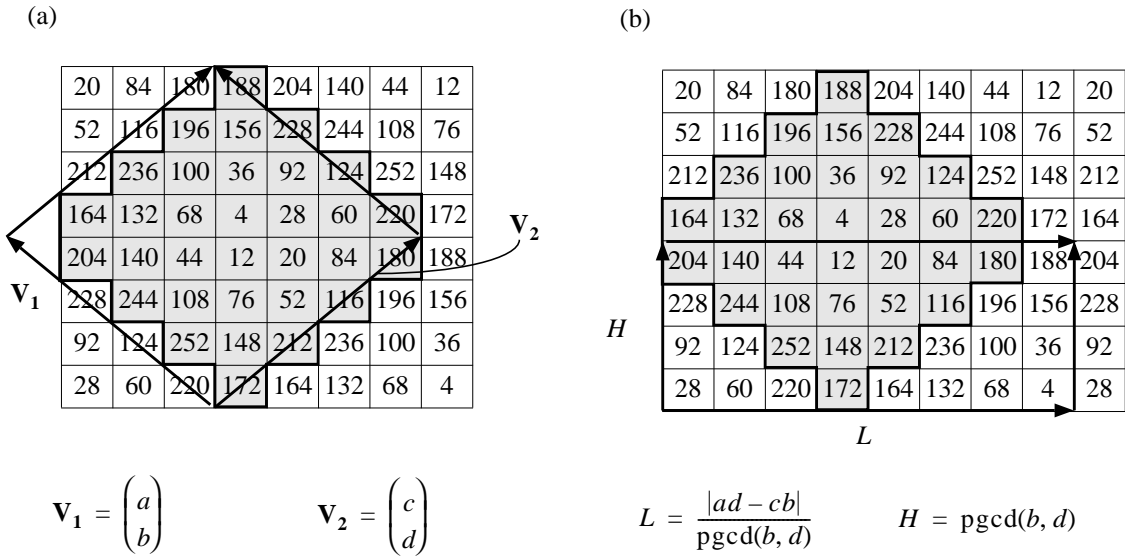 (a)
20 84 180 188 204 140 44 12
52 116 196 156 228 244 108 76
212 236 100 36 92 124 252 148
164 132 68 4 28 60 220 172
204 140 44 12 20 84 180 188
228 244 108 76 52 116 196 156
92 124 252 148 212 236 100 36
28 60 220 172 164 132 68 4
V₁
V₂
V₁ = (a b)
V₂ = (c d)
(b)
20 84 180 188 204 140 44 12 20
52 116 196 156 228 244 108 76 52
212 236 100 36 92 124 252 148 212
164 132 68 4 28 60 220 172 164
204 140 44 12 20 84 180 188 204
228 244 108 76 52 116 196 156 228
92 124 252 148 212 236 100 36 92
28 60 220 172 164 132 68 4 28
H
L
L = |ad – cb| / pgcd(b, d)
H = pgcd(b, d)